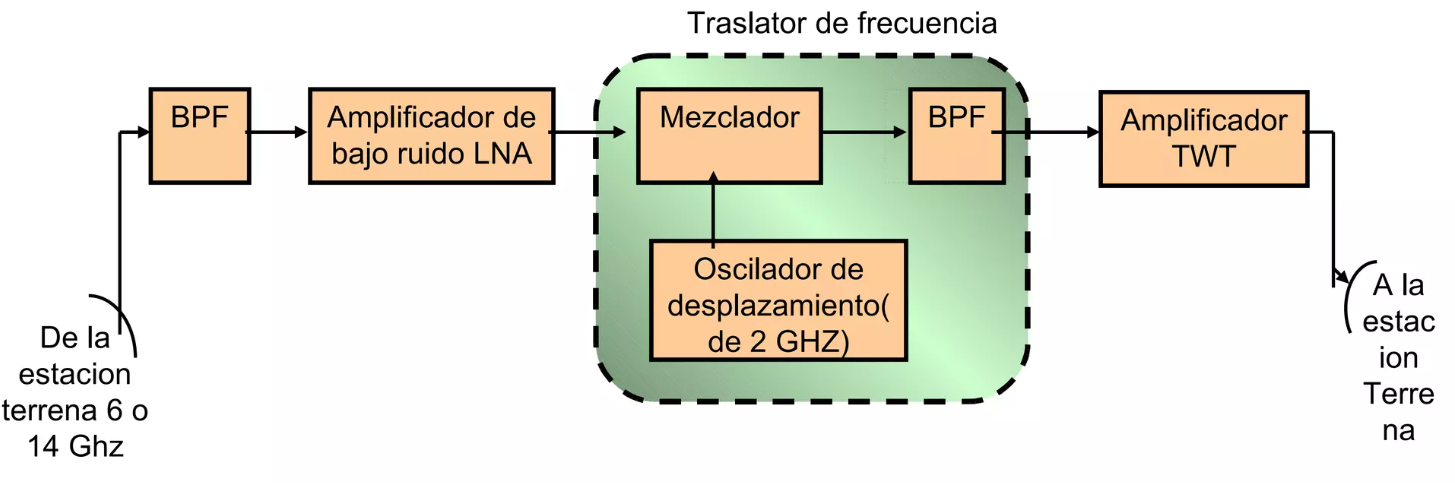 Traslator de frecuencia
BPF
Amplificador de
bajo ruido LNA
Mezclador
BPF
Amplificador
TWT
Oscilador de
desplazamiento(
de 2 GHZ)
De la
estacion
terrena 6 o
14 Ghz
A la
estac
ion
Terre
na